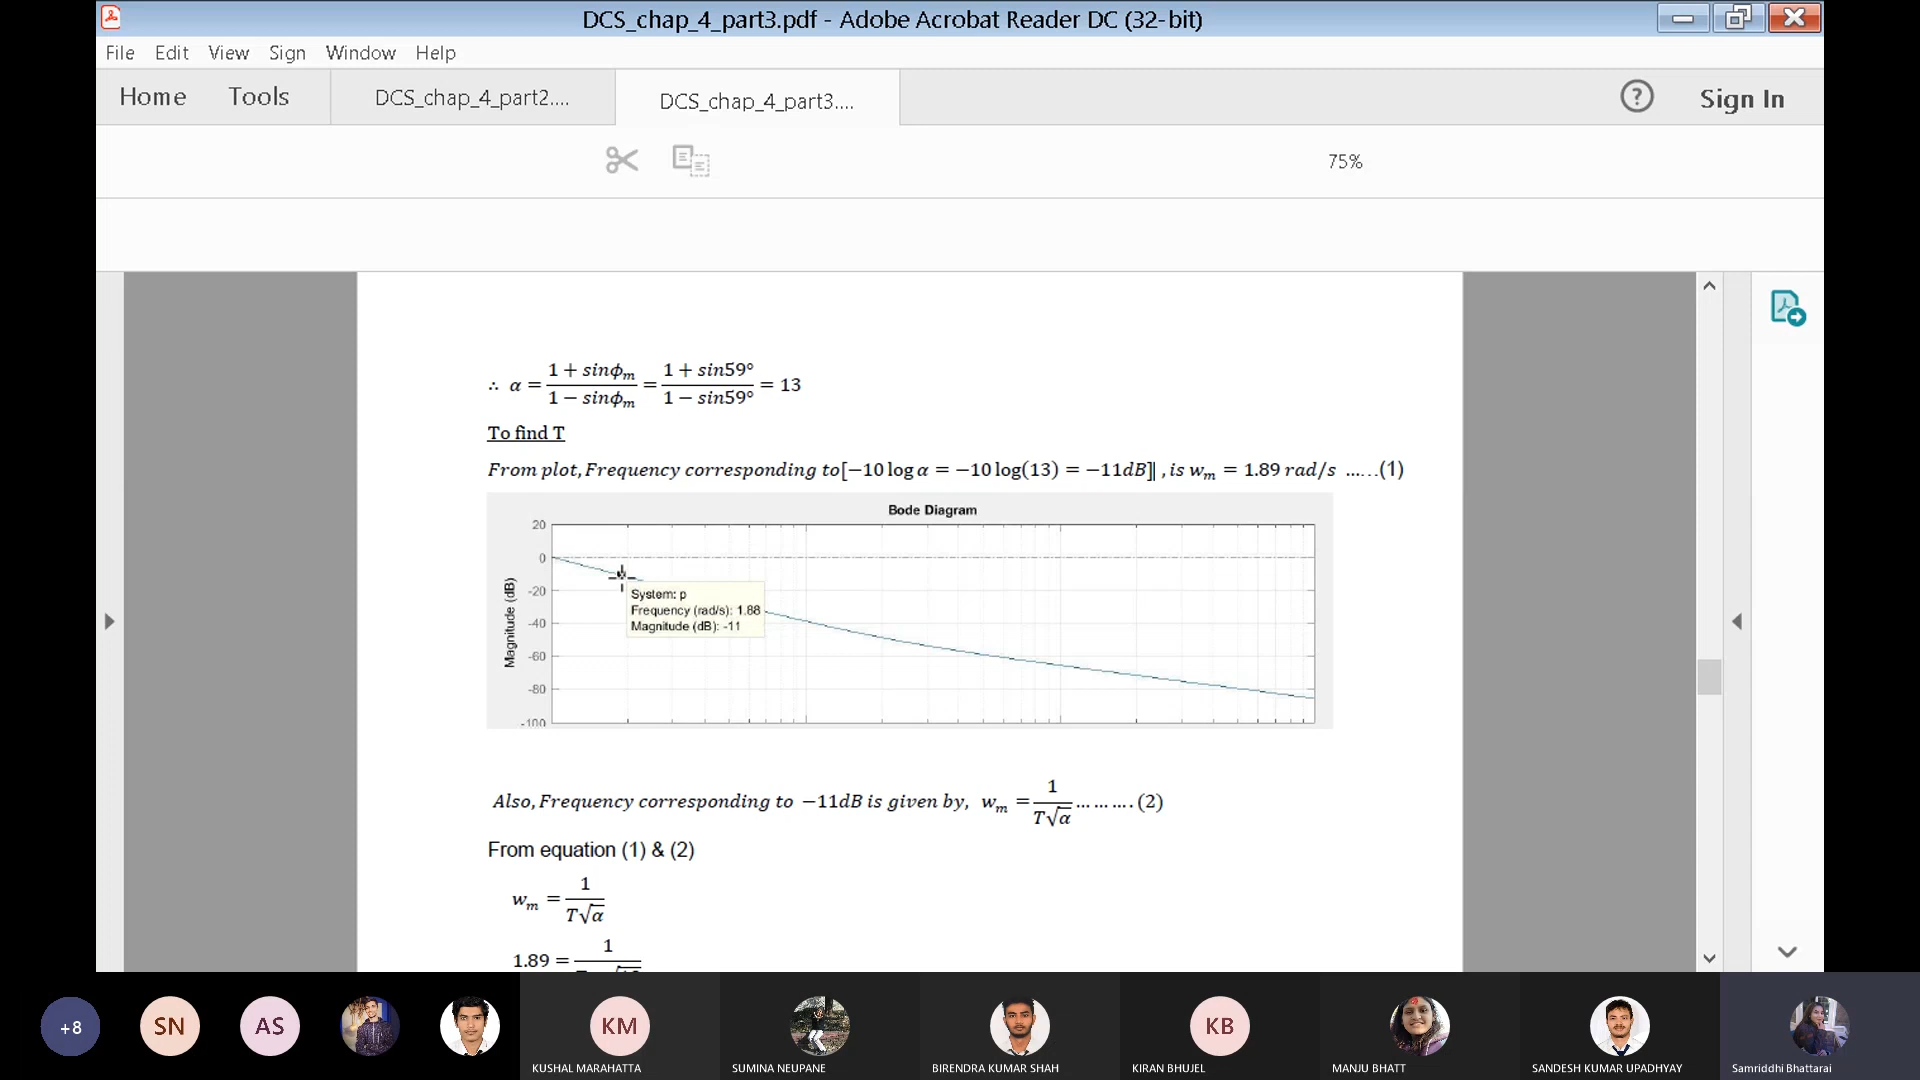 DCS_chap_4_part3.pdf - Adobe Acrobat Reader DC (32-bit)
File Edit View Sign Window Help
Home Tools DCS_chap_4_part2.... DCS_chap_4_part3.... ? Sign In
75%
∴ α = (1 + sinϕm)/(1 − sinϕm) = (1 + sin59°)/(1 − sin59°) = 13
To find T
From plot, Frequency corresponding to[−10 log α = −10 log(13) = −11dB] , is wm = 1.89 rad/s ……(1)
Bode Diagram
Magnitude (dB)
20
0
-20
-40
-60
-80
-100
System: p
Frequency (rad/s): 1.88
Magnitude (dB): -11
Also, Frequency corresponding to −11dB is given by, wm = 1/(T√α) ………. (2)
From equation (1) & (2)
wm = 1/(T√α)
1.89 = 1
+8 SN AS KM KB
KUSHAL MARAHATTA SUMINA NEUPANE BIRENDRA KUMAR SHAH KIRAN BHUJEL MANJU BHATT SANDESH KUMAR UPADHYAY Samriddhi Bhattarai